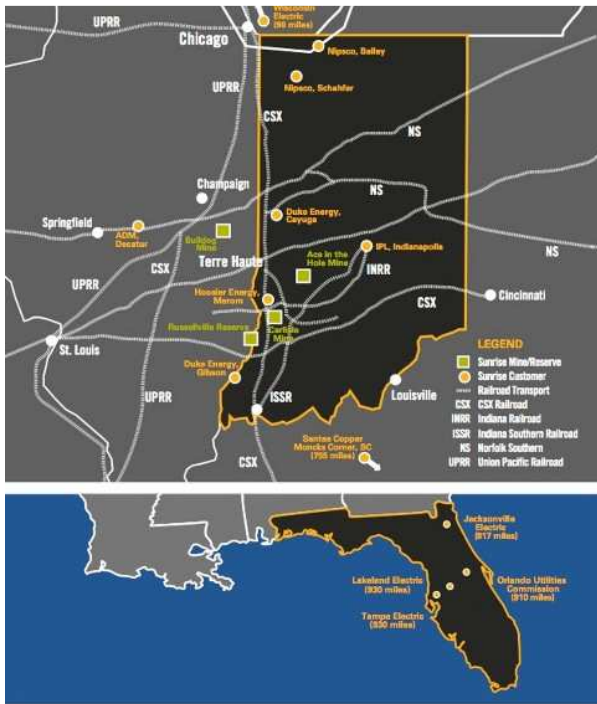 Wisconsin
Electric
(98 miles)
Chicago
Nipsco, Bailey
UPRR
UPRR
Nipsco, Schahfer
CSX
NS
Champaign
NS
Springfield
ADM,
Decatur
Bulldog
Mine
Duke Energy,
Cayuga
IPL, Indianapolis
Terre Haute
Ace in the
Hole Mine
NS
UPRR
CSX
INRR
Hoosier Energy,
Merom
CSX
Cincinnati
Russellville Reserve
Carlisle
Mine
St. Louis
Duke Energy,
Gibson
UPRR
ISSR
Louisville
CSX
Santee Copper
Moncks Corner, SC
(755 miles)
LEGEND
Sunrise Mine/Reserve
Sunrise Customer
Railroad Transport
CSX CSX Railroad
INRR Indiana Railroad
ISSR Indiana Southern Railroad
NS Norfolk Southern
UPRR Union Pacific Railroad
Jacksonville
Electric
(817 miles)
Lakeland Electric
(930 miles)
Orlando Utilities
Commission
(910 miles)
Tampa Electric
(930 miles)